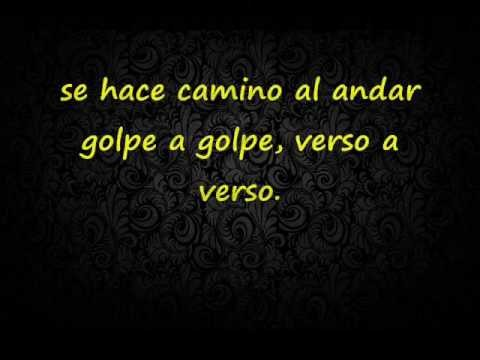 se hace camino al andar
golpe a golpe, verso a
verso.